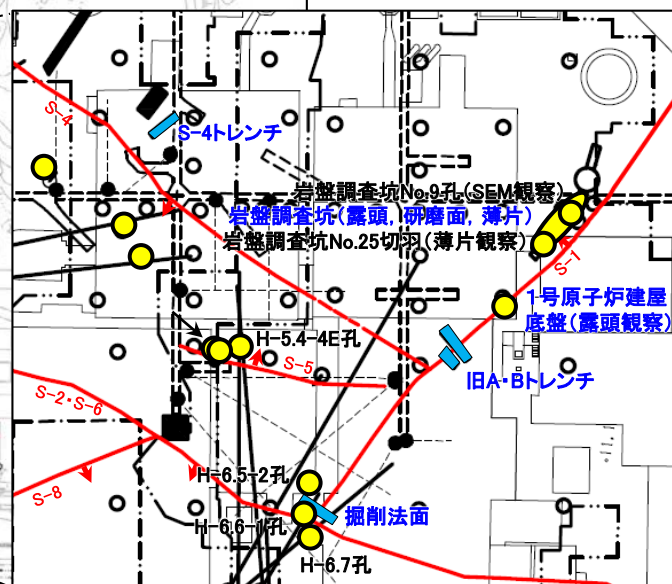 S-4
S-4トレンチ
岩盤調査坑No.9孔(SEM観察)
岩盤調査坑(露頭, 研磨面, 薄片)
岩盤調査坑No.25切羽(薄片観察)
S-1
1号原子炉建屋
底盤(露頭観察)
H-5.4-4E孔
S-5
旧A・Bトレンチ
S-2・S-6
S-8
H-6.5-2孔
H-6.6-1孔
掘削法面
H-6.7孔